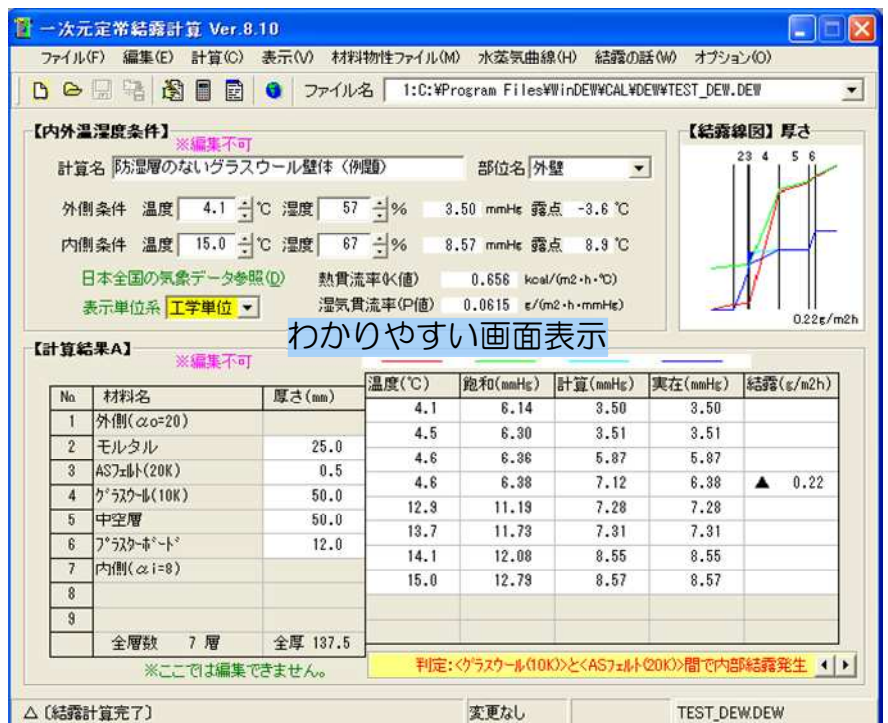 一次元定常結露計算 Ver.8.10
ファイル(F) 編集(E) 計算(C) 表示(V) 材料物性ファイル(M) 水蒸気曲線(H) 結露の話(W) オプション(O)
ファイル名 1:C:¥Program Files¥WinDEW¥CAL¥DEW¥TEST_DEW.DEW
【内外温湿度条件】
※編集不可
計算名 防湿層のないグラスウール壁体〈例題〉 部位名 外壁
外側条件 温度 4.1 ℃ 湿度 57 % 3.50 mmHg 露点 -3.6 ℃
内側条件 温度 15.0 ℃ 湿度 67 % 8.57 mmHg 露点 8.9 ℃
日本全国の気象データ参照(D) 熱貫流率(K値) 0.656 kcal/(m2・h・℃)
表示単位系 工学単位 湿気貫流率(P値) 0.0615 g/(m2・h・mmHg)
【結露線図】厚さ
23 4 5 6
0.22g/m2h
わかりやすい画面表示
【計算結果A】
※編集不可
No. 材料名 厚さ(mm) 温度(℃) 飽和(mmHg) 計算(mmHg) 実在(mmHg) 結露(g/m2h)
1 外側(αo=20)
2 モルタル 25.0
3 ASフェルト(20K) 0.5
4 グラスウール(10K) 50.0
5 中空層 50.0
6 プラスターボード 12.0
7 内側(αi=8)
8
9
全層数 7 層 全厚 137.5
4.1 6.14 3.50 3.50
4.5 6.30 3.51 3.51
4.6 6.36 5.87 5.87
4.6 6.38 7.12 6.38 ▲ 0.22
12.9 11.19 7.28 7.28
13.7 11.73 7.31 7.31
14.1 12.08 8.55 8.55
15.0 12.79 8.57 8.57
※ここでは編集できません。
判定:<グラスウール(10K)>と<ASフェルト(20K)>間で内部結露発生
△〔結露計算完了〕 変更なし TEST_DEW.DEW